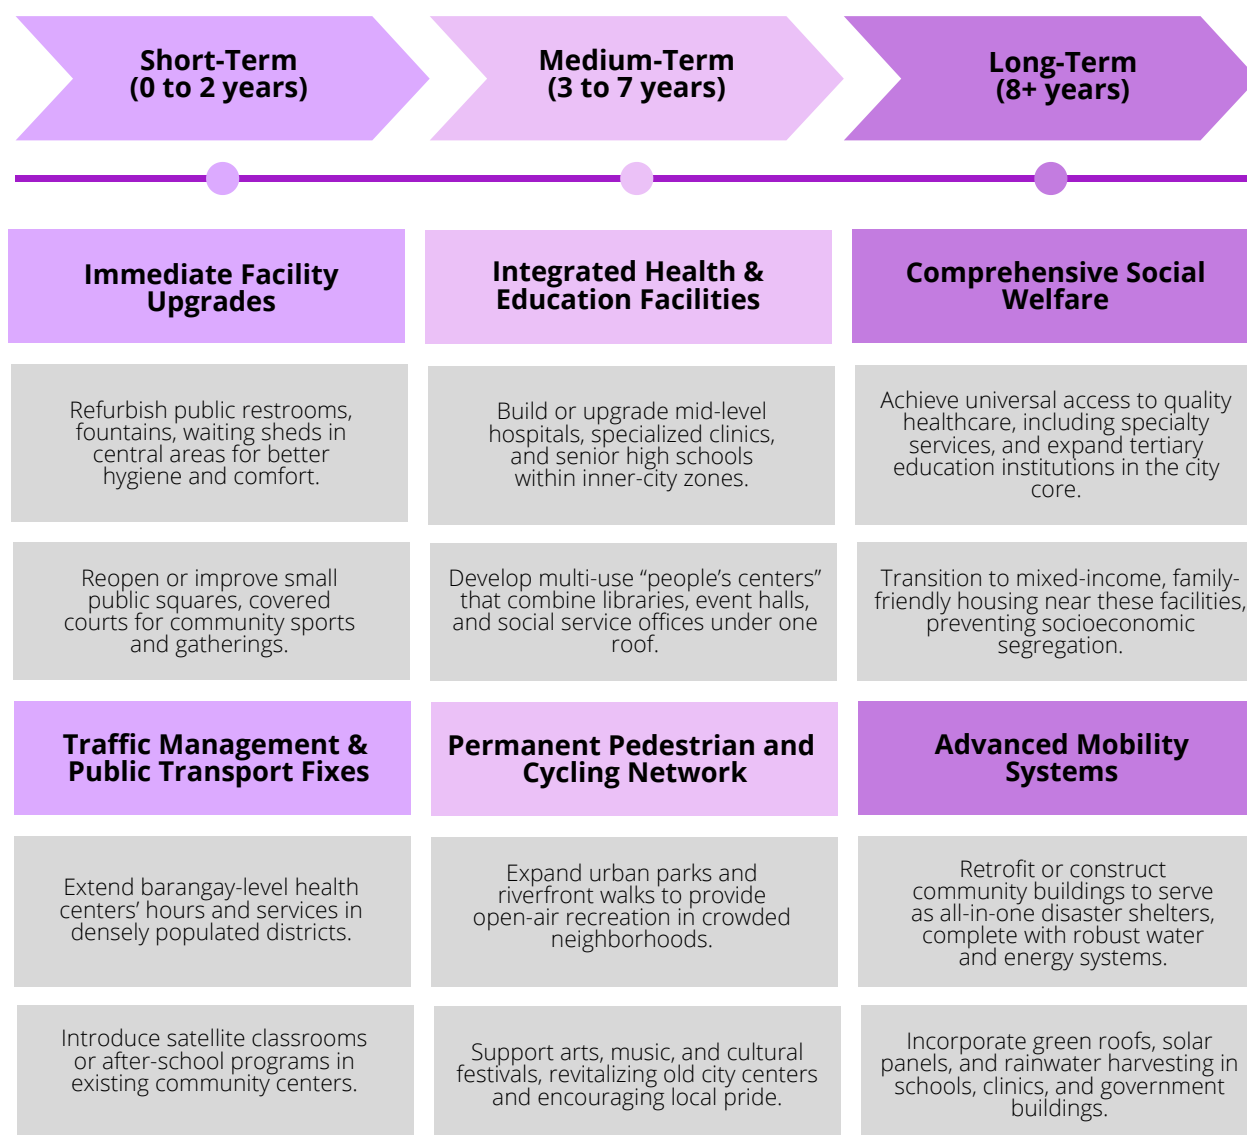 Short-Term
(0 to 2 years)
Medium-Term
(3 to 7 years)
Long-Term
(8+ years)
Immediate Facility
Upgrades
Integrated Health &
Education Facilities
Comprehensive Social
Welfare
Refurbish public restrooms,
fountains, waiting sheds in
central areas for better
hygiene and comfort.
Build or upgrade mid-level
hospitals, specialized clinics,
and senior high schools
within inner-city zones.
Achieve universal access to quality
healthcare, including specialty
services, and expand tertiary
education institutions in the city
core.
Reopen or improve small
public squares, covered
courts for community sports
and gatherings.
Develop multi-use “people’s centers”
that combine libraries, event halls,
and social service offices under one
roof.
Transition to mixed-income, family-
friendly housing near these facilities,
preventing socioeconomic
segregation.
Traffic Management &
Public Transport Fixes
Permanent Pedestrian and
Cycling Network
Advanced Mobility
Systems
Extend barangay-level health
centers’ hours and services in
densely populated districts.
Expand urban parks and
riverfront walks to provide
open-air recreation in crowded
neighborhoods.
Retrofit or construct
community buildings to serve
as all-in-one disaster shelters,
complete with robust water
and energy systems.
Introduce satellite classrooms
or after-school programs in
existing community centers.
Support arts, music, and cultural
festivals, revitalizing old city centers
and encouraging local pride.
Incorporate green roofs, solar
panels, and rainwater harvesting in
schools, clinics, and government
buildings.